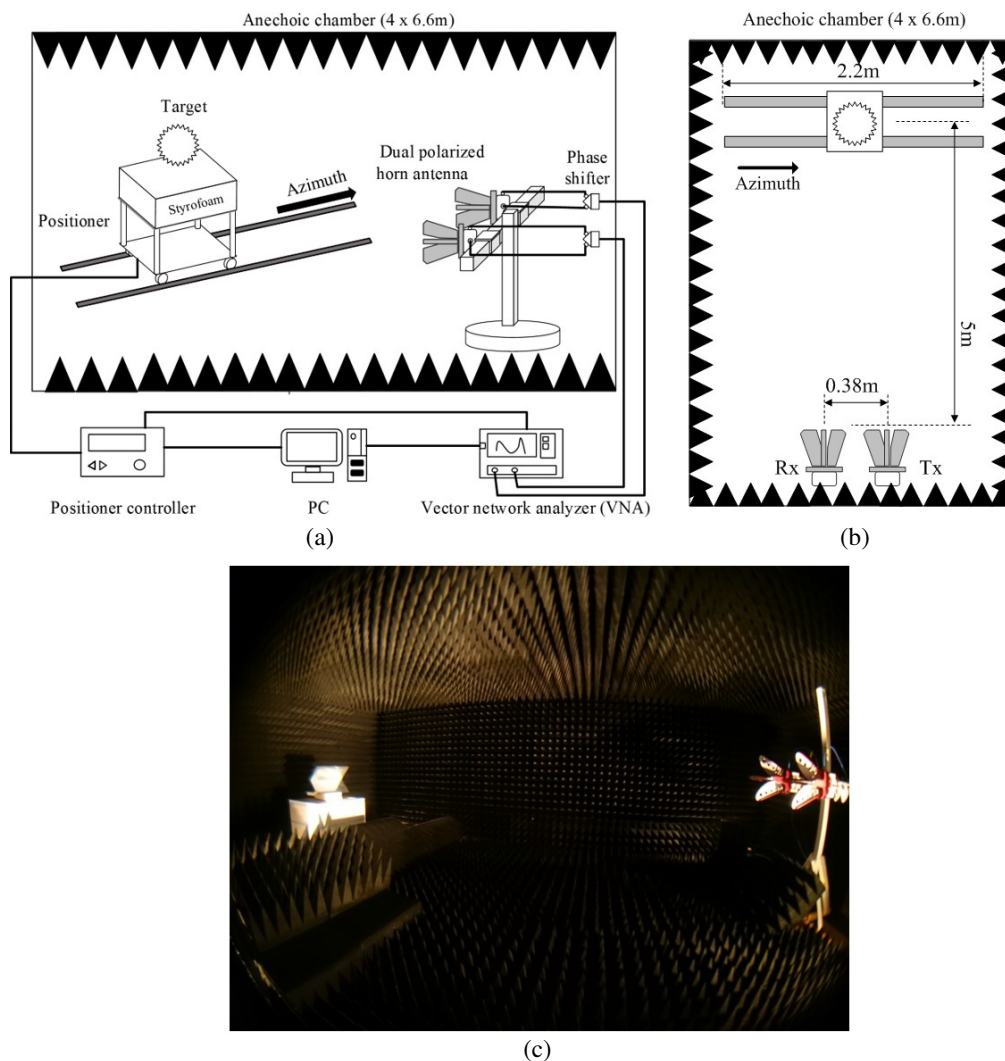 Anechoic chamber (4 x 6.6m)
Target
Dual polarized
horn antenna
Phase
shifter
Azimuth
Styrofoam
Positioner
Positioner controller
PC
Vector network analyzer (VNA)
(a)
Anechoic chamber (4 x 6.6m)
2.2m
Azimuth
5m
0.38m
Rx
Tx
(b)
(c)